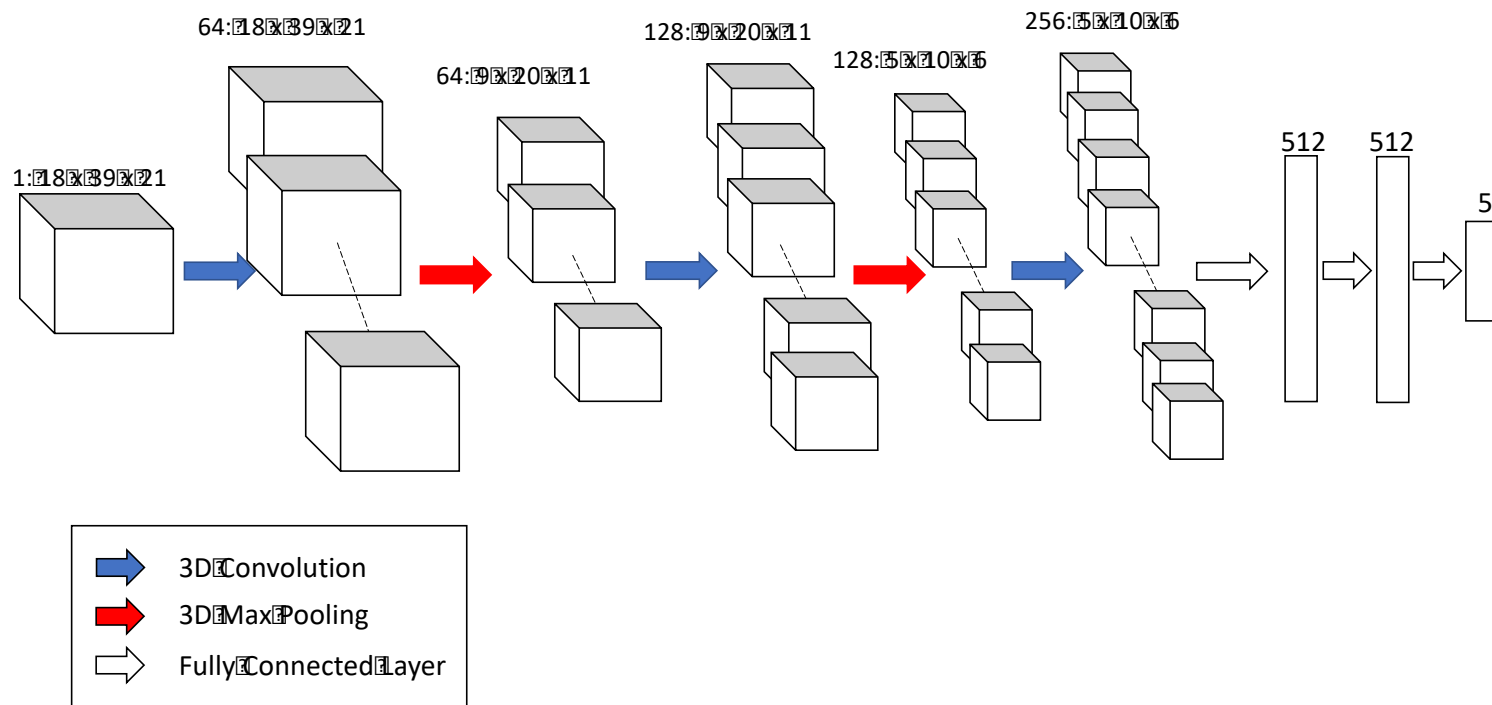 1: 18 x 39 x 21
64: 18 x 39 x 21
64: 9 x 20 x 11
128: 9 x 20 x 11
128: 5 x 10 x 6
256: 5 x 10 x 6
512
512
5
3D Convolution
3D Max Pooling
Fully Connected Layer